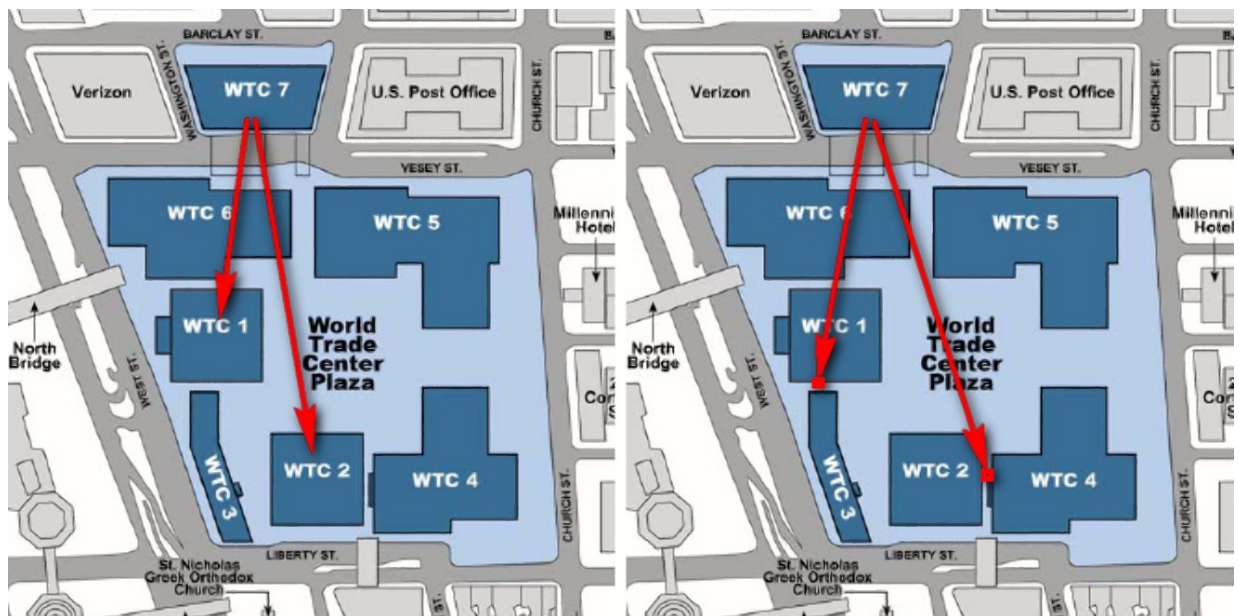 BARCLAY ST.
WASHINGTON ST.
WTC 7
Verizon
U.S. Post Office
CHURCH ST.
VESEY ST.
WTC 6
WTC 5
Millenni
Hotel
WTC 1
World
Trade
Center
Plaza
North
Bridge
WEST ST.
WTC 2
WTC 4
WTC 3
CHURCH ST.
LIBERTY ST.
St. Nicholas
Greek Orthodox
Church
BARCLAY ST.
WASHINGTON ST.
WTC 7
Verizon
U.S. Post Office
CHURCH ST.
VESEY ST.
WTC 6
WTC 5
Millenni
Hotel
WTC 1
World
Trade
Center
Plaza
North
Bridge
WEST ST.
WTC 2
WTC 4
WTC 3
CHURCH ST.
LIBERTY ST.
St. Nicholas
Greek Orthodox
Church